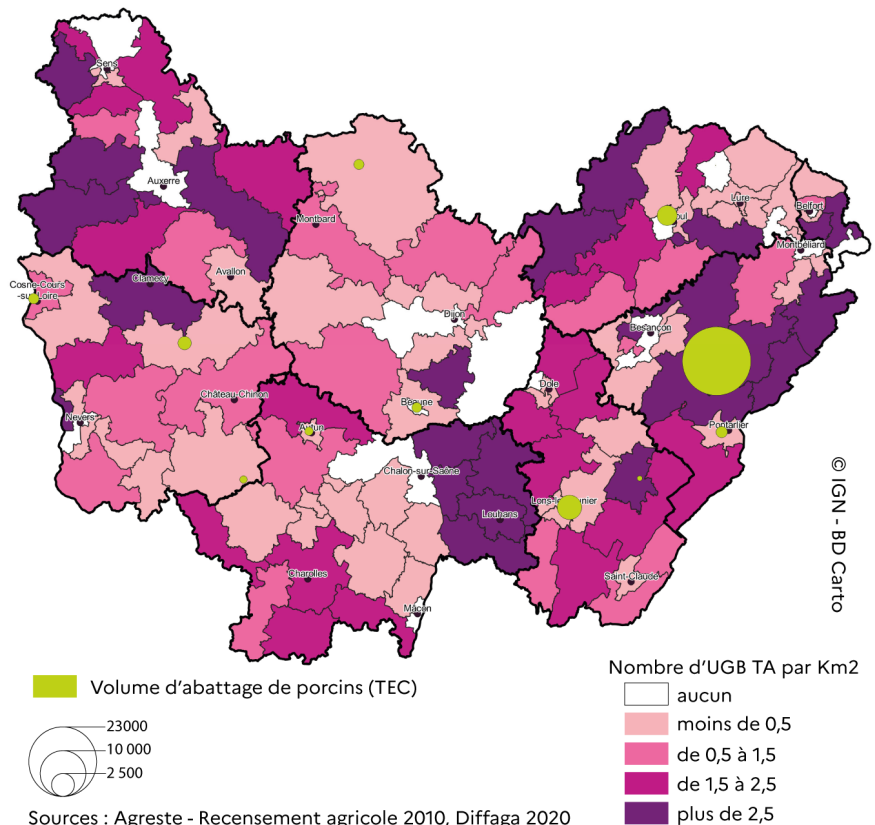 Sens
Auxerre
Montbard
Lure
Belfort
Montbéliard
Cosne-Cours
-sur-Loire
Clamecy
Avallon
Dijon
Besançon
Dole
Nevers
Château-Chinon
Beaune
Pontarlier
Autun
Chalon-sur-Saône
Louhans
Charolles
Saint-Claude
Mâcon
© IGN - BD Carto
Volume d'abattage de porcins (TEC)
23000
10 000
2 500
Nombre d'UGB TA par Km2
aucun
moins de 0,5
de 0,5 à 1,5
de 1,5 à 2,5
plus de 2,5
Sources : Agreste - Recensement agricole 2010, Diffaga 2020